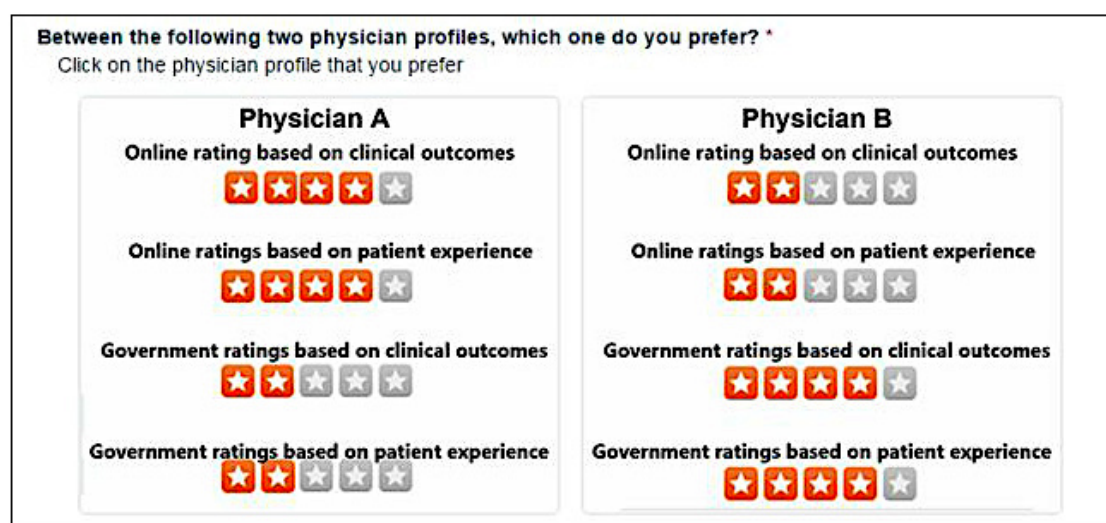 Between the following two physician profiles, which one do you prefer? *
Click on the physician profile that you prefer
Physician A
Online rating based on clinical outcomes
Online ratings based on patient experience
Government ratings based on clinical outcomes
Government ratings based on patient experience
Physician B
Online rating based on clinical outcomes
Online ratings based on patient experience
Government ratings based on clinical outcomes
Government ratings based on patient experience